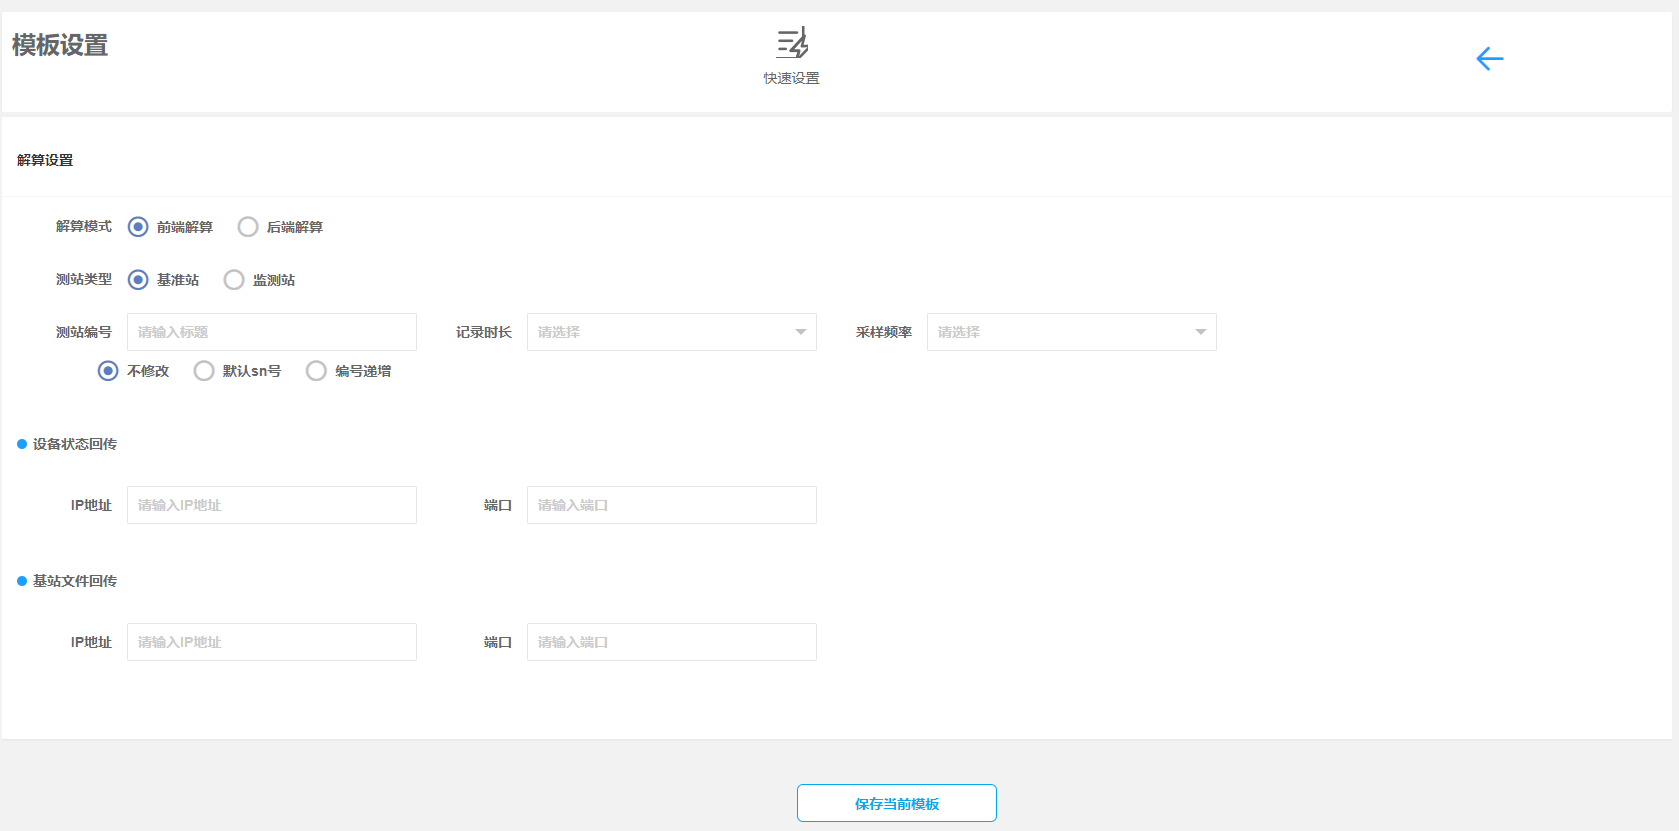 模板设置
快速设置
解算设置
解算模式 前端解算 后端解算
测站类型 基准站 监测站
测站编号 请输入标题 记录时长 请选择 采样频率 请选择
不修改 默认sn号 编号递增
设备状态回传
IP地址 请输入IP地址 端口 请输入端口
基站文件回传
IP地址 请输入IP地址 端口 请输入端口
保存当前模板